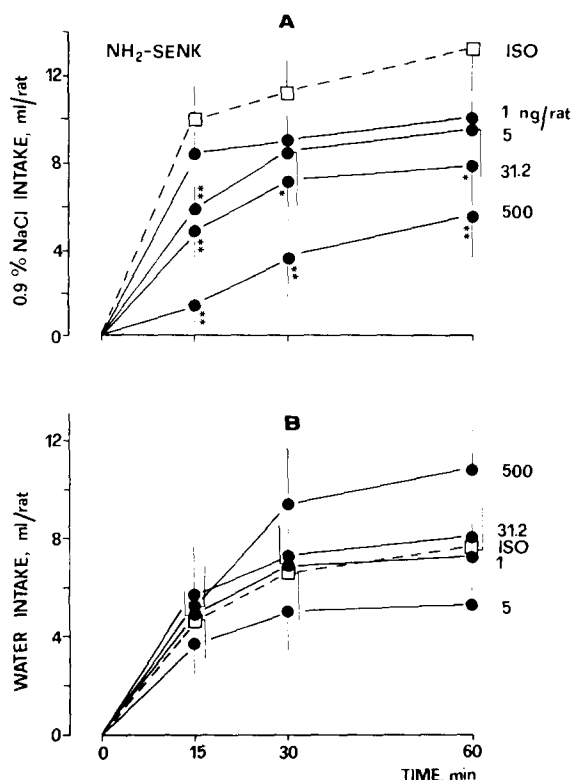 A
NH₂-SENK
ISO
1 ng/rat
5
31.2
500
0.9 % NaCl INTAKE, ml/rat
12
8
4
0
**
**
**
*
**
*
**
B
500
31.2
ISO
1
5
WATER INTAKE, ml/rat
12
8
4
0
0 15 30 60
TIME, min